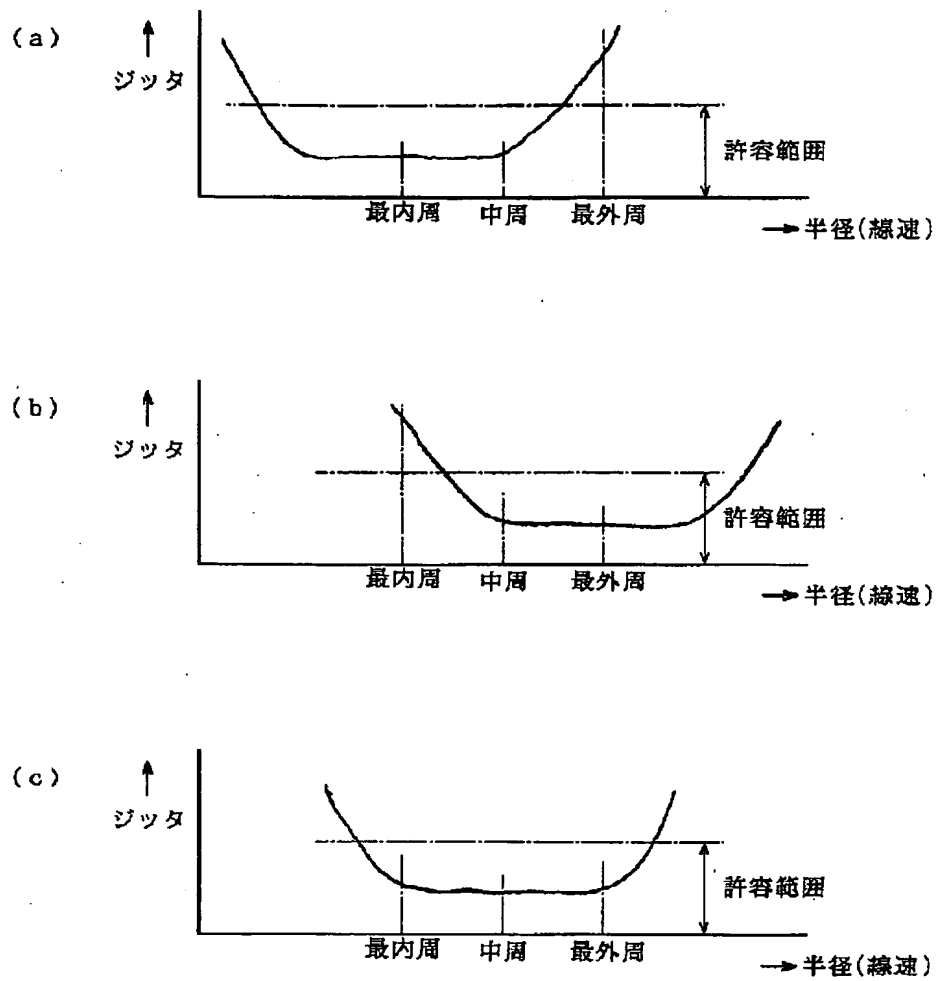 (a)
ジッタ
許容範囲
最内周 中周 最外周
半径(線速)
(b)
ジッタ
許容範囲
最内周 中周 最外周
半径(線速)
(c)
ジッタ
許容範囲
最内周 中周 最外周
半径(線速)